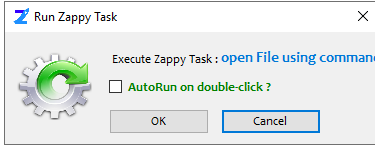 Run Zappy Task
Execute Zappy Task : open File using command
AutoRun on double-click ?
OK
Cancel